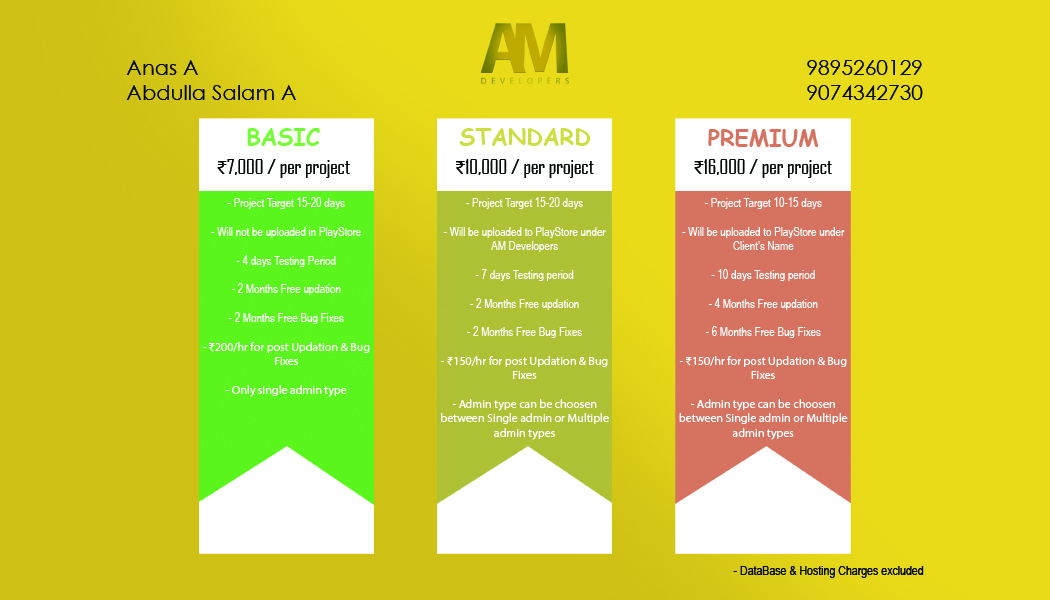 AM
DEVELOPERS
Anas A
Abdulla Salam A
9895260129
9074342730
BASIC
₹7,000 / per project
- Project Target 15-20 days
- Will not be uploaded in PlayStore
- 4 days Testing Period
- 2 Months Free updation
- 2 Months Free Bug Fixes
- ₹200/hr for post Updation & Bug
Fixes
- Only single admin type
STANDARD
₹10,000 / per project
- Project Target 15-20 days
- Will be uploaded to PlayStore under
AM Developers
- 7 days Testing period
- 2 Months Free updation
- 2 Months Free Bug Fixes
- ₹150/hr for post Updation & Bug
Fixes
- Admin type can be choosen
between Single admin or Multiple
admin types
PREMIUM
₹16,000 / per project
- Project Target 10-15 days
- Will be uploaded to PlayStore under
Client's Name
- 10 days Testing period
- 4 Months Free updation
- 6 Months Free Bug Fixes
- ₹150/hr for post Updation & Bug
Fixes
- Admin type can be choosen
between Single admin or Multiple
admin types
- DataBase & Hosting Charges excluded